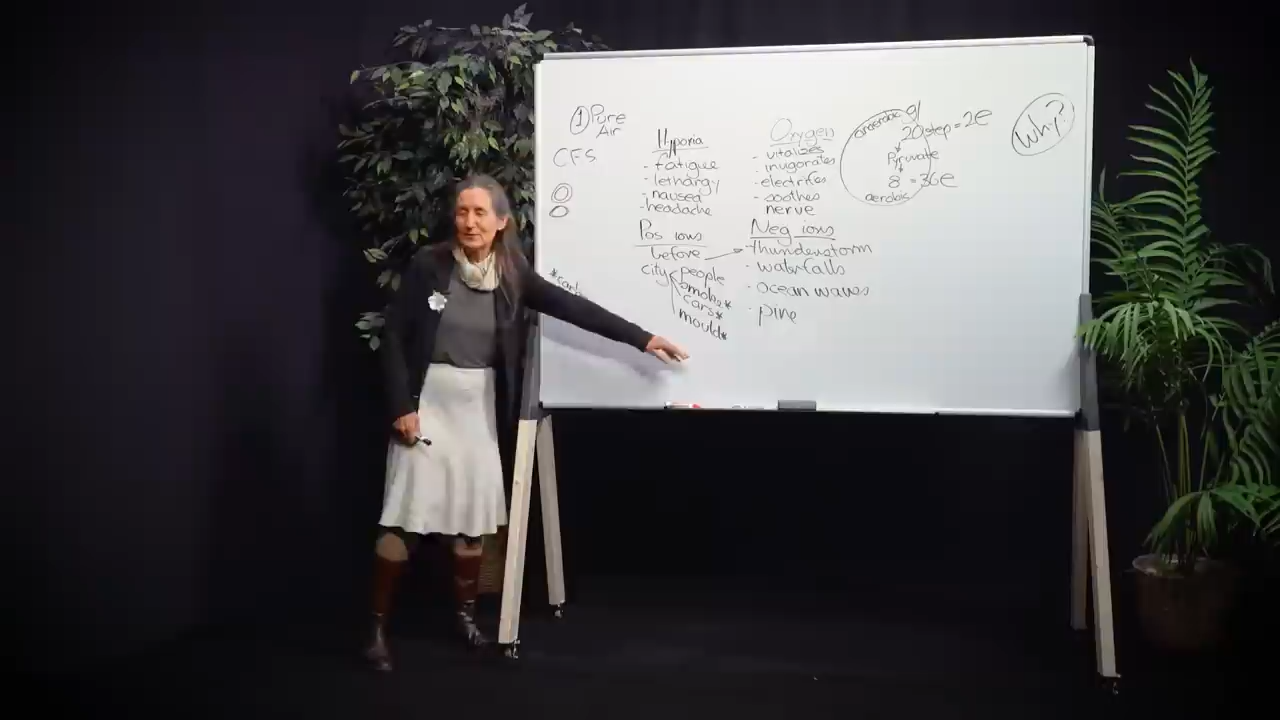 ① Pure
Air
CFS
Hypoxia
- fatigue
- lethargy
- nausea
- headache
Oxygen
- vitalizes
- invigorates
- electrifies
- soothes
nerve
anaerobic gl
20 step = 2e
Pyruvate
8 = 36e
aerobic
Why?
Pos ions
before
city people
smoke*
cars*
mould*
Neg ions
- thunderstorm
- waterfalls
- ocean waves
- pine
*carb